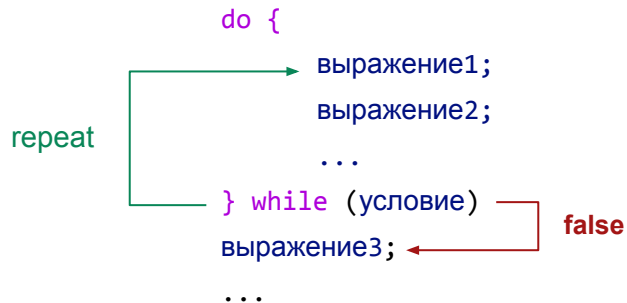 do {
выражение1;
repeat
выражение2;
...
} while (условие)
false
выражение3;
...